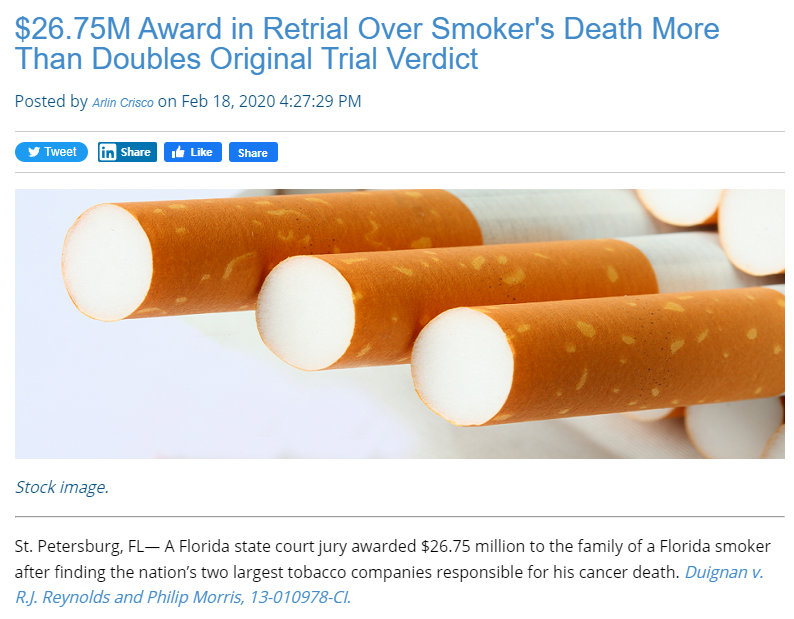 $26.75M Award in Retrial Over Smoker's Death More
Than Doubles Original Trial Verdict
Posted by Arlin Crisco on Feb 18, 2020 4:27:29 PM
Tweet in Share Like Share
Stock image.
St. Petersburg, FL— A Florida state court jury awarded $26.75 million to the family of a Florida smoker
after finding the nation’s two largest tobacco companies responsible for his cancer death. Duignan v.
R.J. Reynolds and Philip Morris, 13-010978-CI.